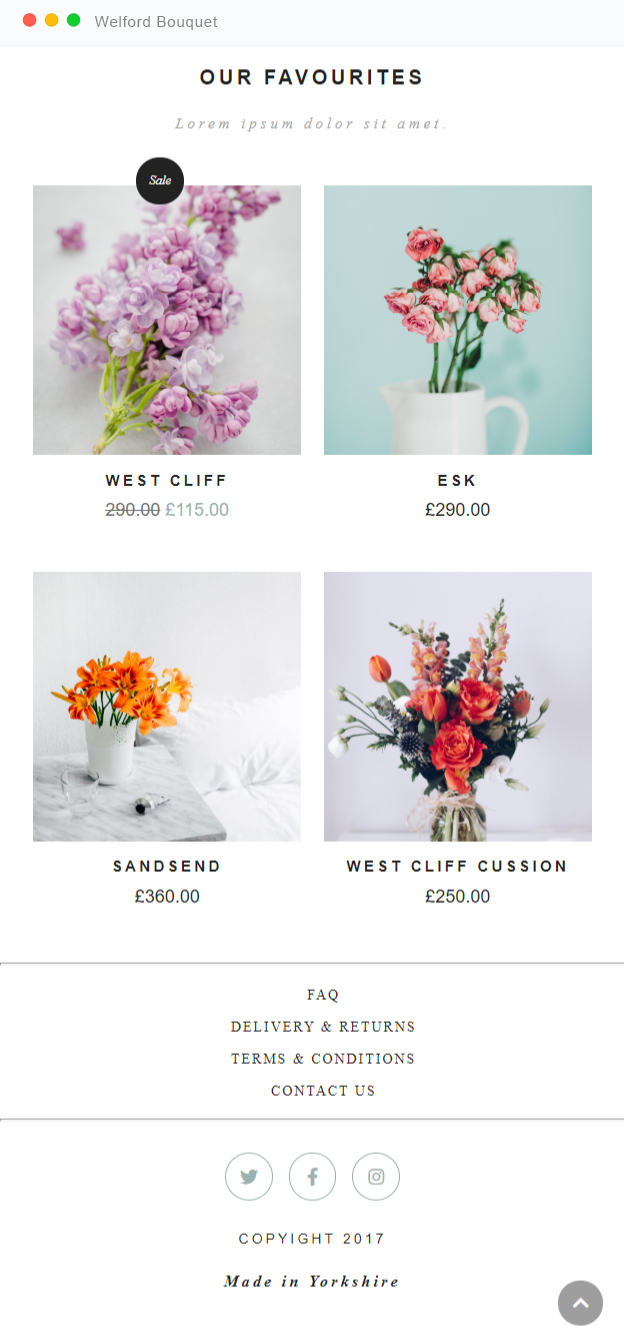 Welford Bouquet
OUR FAVOURITES
Lorem ipsum dolor sit amet.
Sale
WEST CLIFF
290.00 £115.00
ESK
£290.00
SANDSEND
£360.00
WEST CLIFF CUSSION
£250.00
FAQ
DELIVERY & RETURNS
TERMS & CONDITIONS
CONTACT US
COPYIGHT 2017
Made in Yorkshire